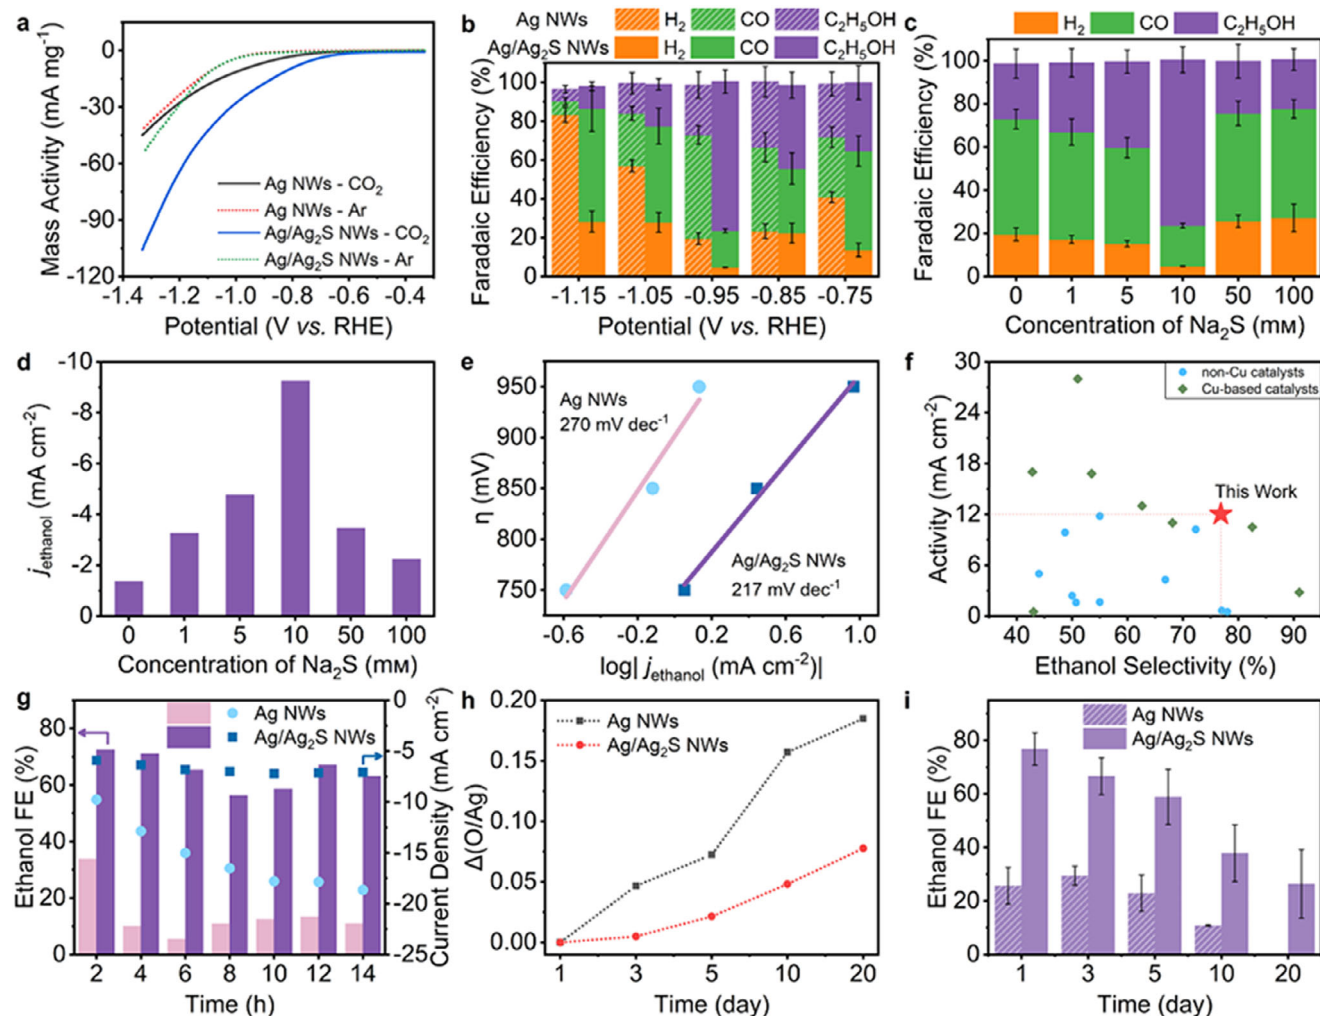 a
Mass Activity (mA mg⁻¹)
0
-30
-60
-90
-120
Ag NWs - CO₂
Ag NWs - Ar
Ag/Ag₂S NWs - CO₂
Ag/Ag₂S NWs - Ar
-1.4 -1.2 -1.0 -0.8 -0.6 -0.4
Potential (V vs. RHE)
b
Ag NWs H₂ CO C₂H₅OH
Ag/Ag₂S NWs H₂ CO C₂H₅OH
Faradaic Efficiency (%)
100
80
60
40
20
0
-1.15 -1.05 -0.95 -0.85 -0.75
Potential (V vs. RHE)
c
H₂ CO C₂H₅OH
Faradaic Efficiency (%)
100
80
60
40
20
0
0 1 5 10 50 100
Concentration of Na₂S (mM)
d
jethanol (mA cm⁻²)
-10
-8
-6
-4
-2
0
0 1 5 10 50 100
Concentration of Na₂S (mM)
e
η (mV)
950
900
850
800
750
Ag NWs
270 mV dec⁻¹
Ag/Ag₂S NWs
217 mV dec⁻¹
-0.6 -0.2 0.2 0.6 1.0
log| jethanol (mA cm⁻²)|
f
Activity (mA cm⁻²)
30
24
18
12
6
0
non-Cu catalysts
Cu-based catalysts
This Work
40 50 60 70 80 90
Ethanol Selectivity (%)
g
Ag NWs
Ag/Ag₂S NWs
Ethanol FE (%)
80
60
40
20
0
0
-5
-10
-15
-20
-25
Current Density (mA cm⁻²)
2 4 6 8 10 12 14
Time (h)
h
Δ(O/Ag)
0.20
0.15
0.10
0.05
0.00
Ag NWs
Ag/Ag₂S NWs
1 3 5 10 20
Time (day)
i
Ag NWs
Ag/Ag₂S NWs
Ethanol FE (%)
80
60
40
20
0
1 3 5 10 20
Time (day)